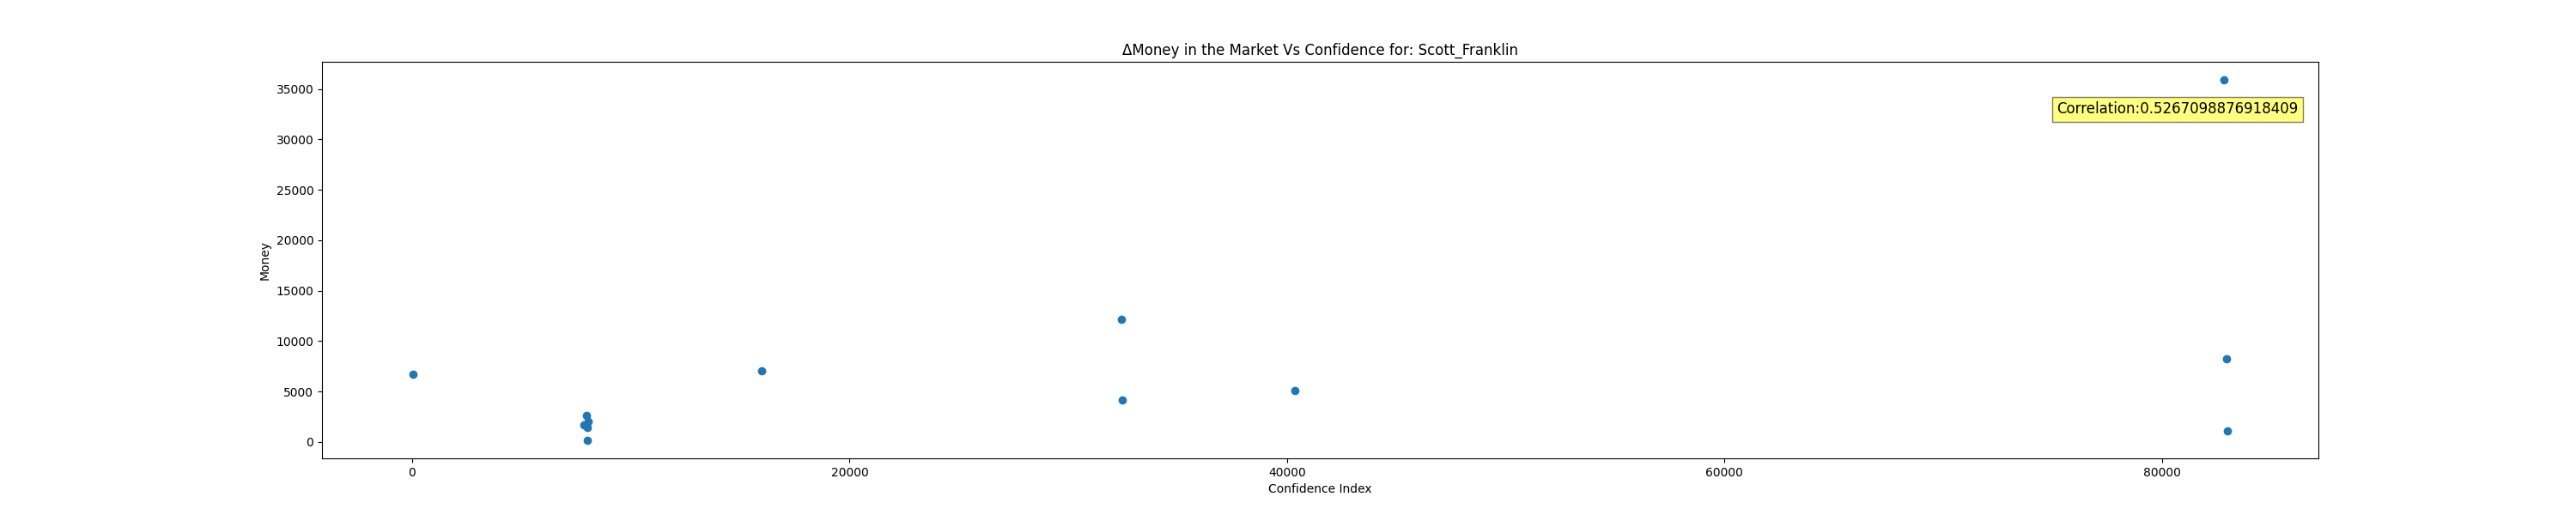 ΔMoney in the Market Vs Confidence for: Scott_Franklin
35000
Correlation:0.5267098876918409
30000
25000
20000
Money
15000
10000
5000
0
0 20000 40000 60000 80000
Confidence Index